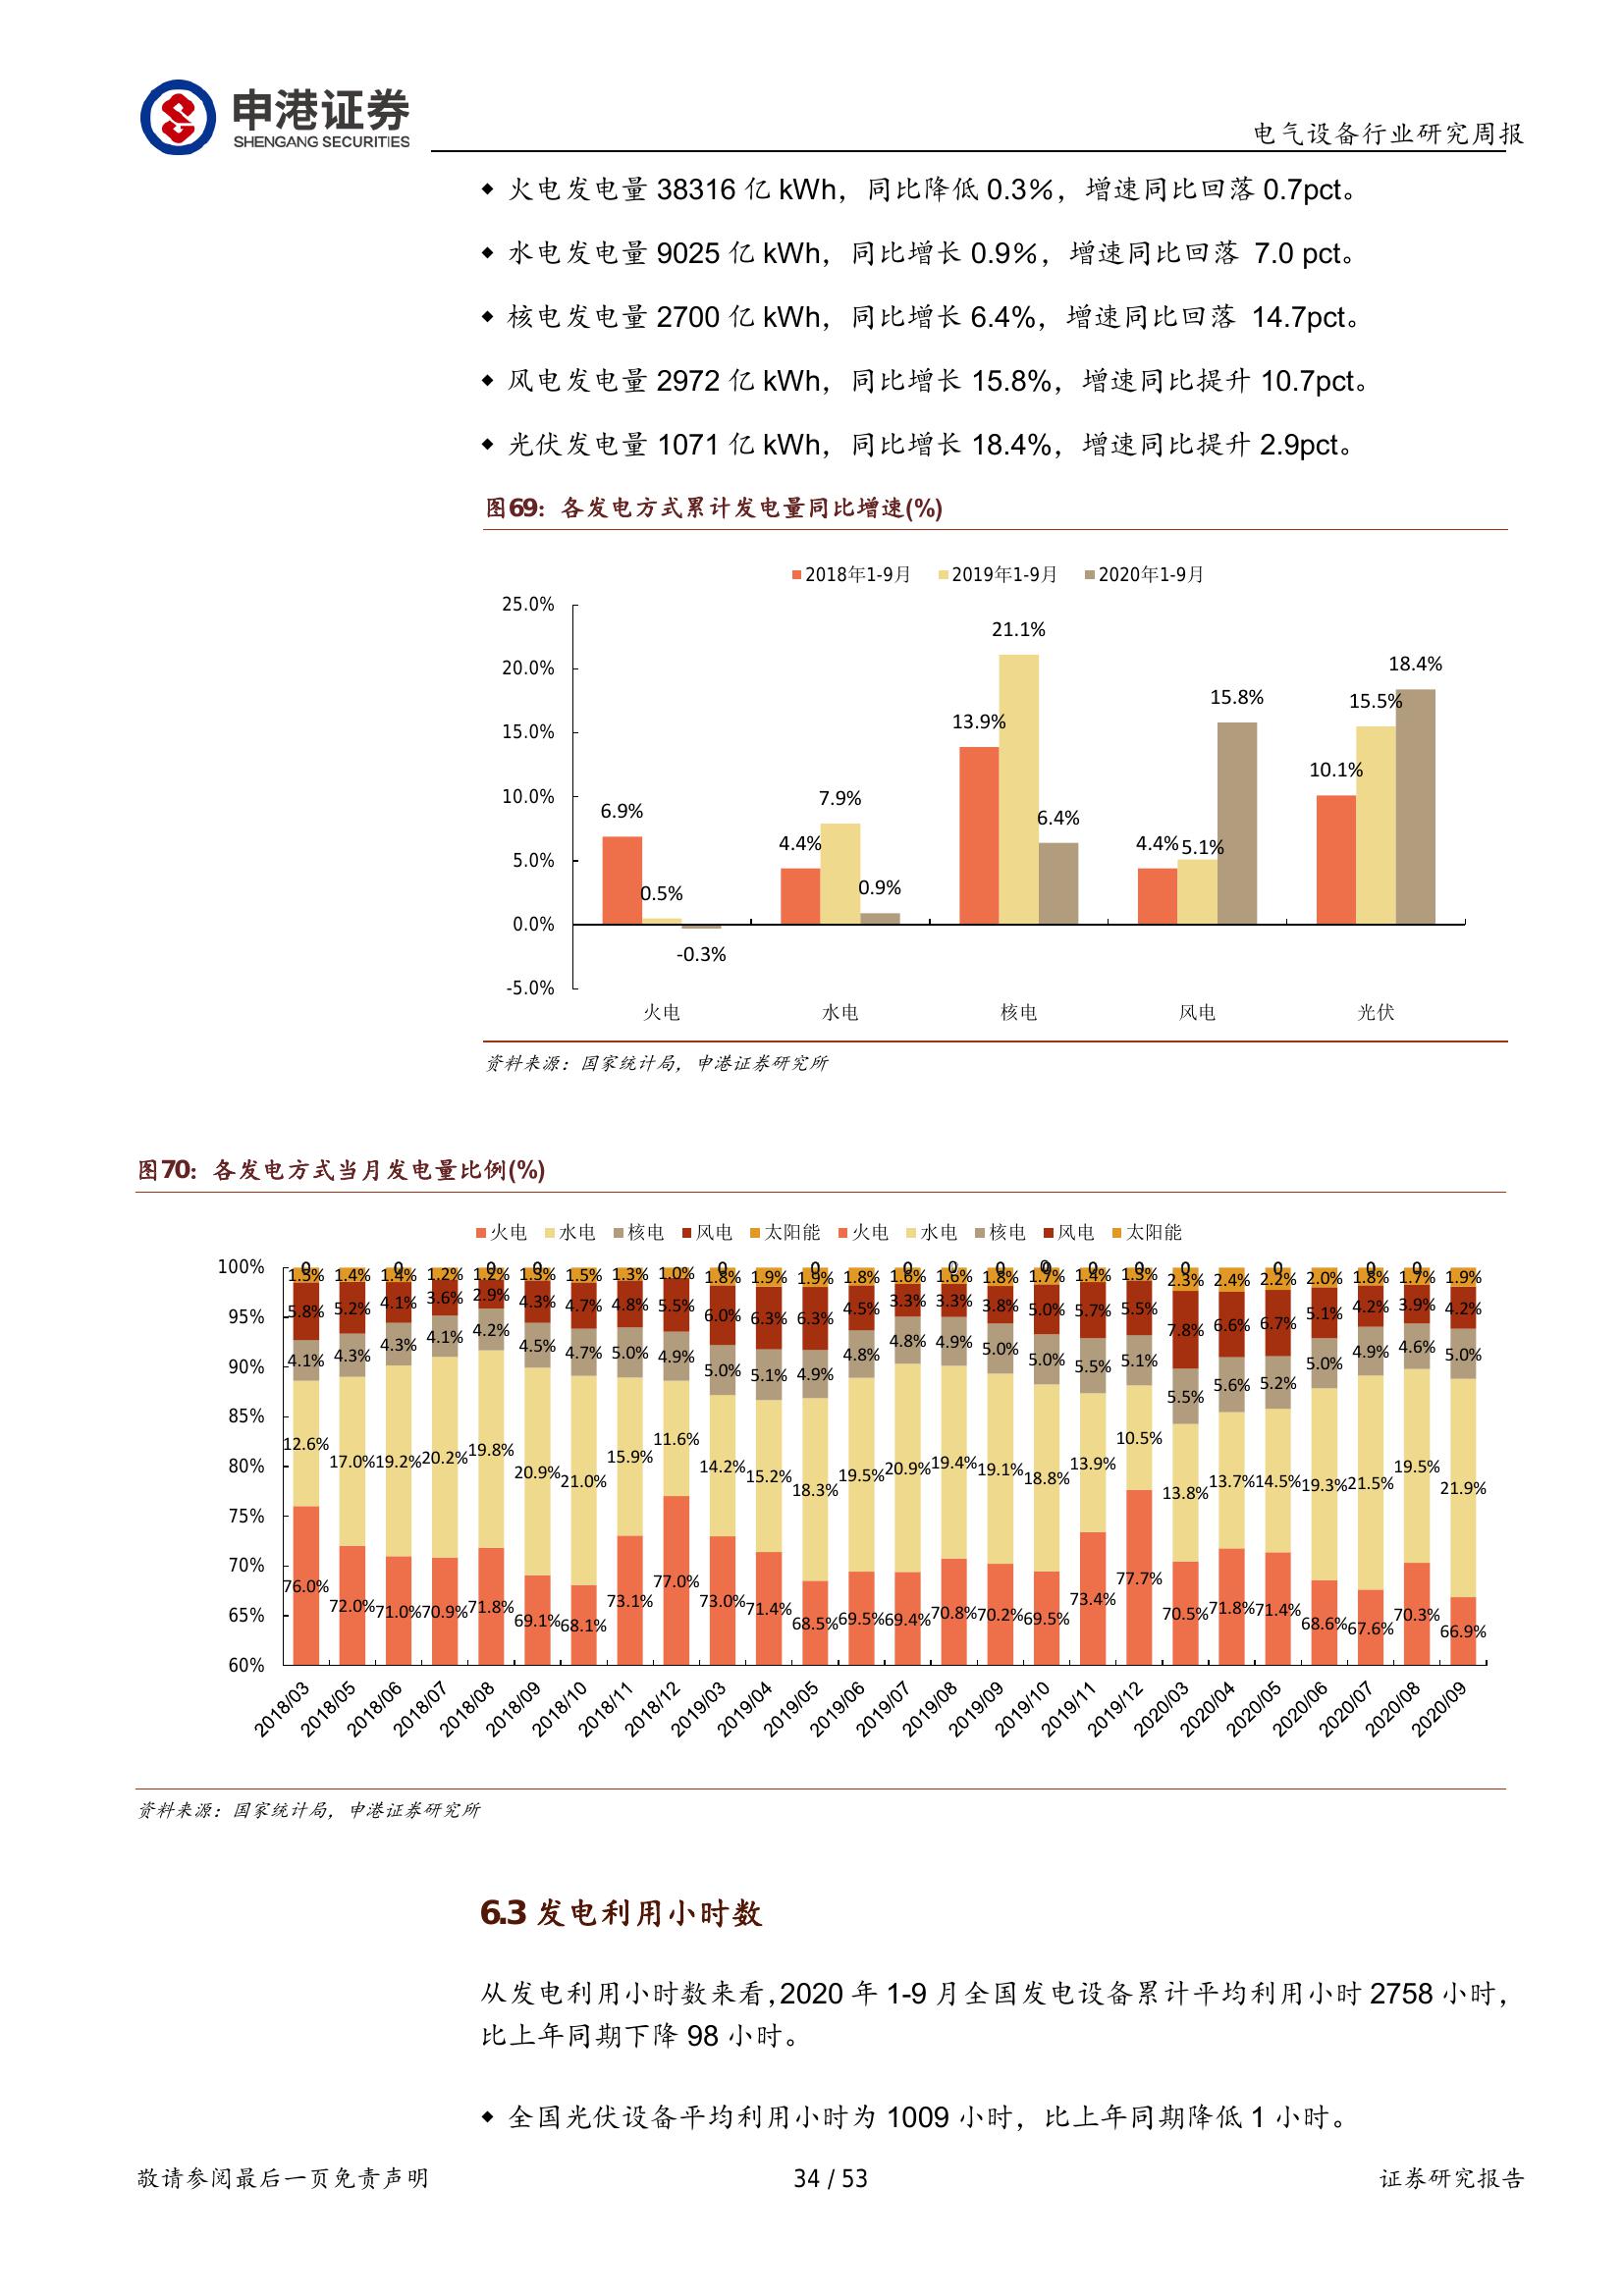 申港证券
SHENGANG SECURITIES
电气设备行业研究周报
◆ 火电发电量 38316 亿 kWh，同比降低 0.3%，增速同比回落 0.7pct。
◆ 水电发电量 9025 亿 kWh，同比增长 0.9%，增速同比回落 7.0 pct。
◆ 核电发电量 2700 亿 kWh，同比增长 6.4%，增速同比回落 14.7pct。
◆ 风电发电量 2972 亿 kWh，同比增长 15.8%，增速同比提升 10.7pct。
◆ 光伏发电量 1071 亿 kWh，同比增长 18.4%，增速同比提升 2.9pct。
图69：各发电方式累计发电量同比增速(%)
2018年1-9月 2019年1-9月 2020年1-9月
25.0%
20.0%
15.0%
10.0%
5.0%
0.0%
-5.0%
6.9% 0.5% -0.3%
4.4% 7.9% 0.9%
13.9% 21.1% 6.4%
4.4% 5.1% 15.8%
10.1% 15.5% 18.4%
火电 水电 核电 风电 光伏
资料来源：国家统计局，申港证券研究所
图70：各发电方式当月发电量比例(%)
火电 水电 核电 风电 太阳能 火电 水电 核电 风电 太阳能
100%
95%
90%
85%
80%
75%
70%
65%
60%
0 0 0 0 0 0 0 0 0 0 0 0 0 0 0
1.5% 1.4% 1.4% 1.2% 1.2% 1.3% 1.5% 1.3% 1.0% 1.8% 1.9% 1.9% 1.8% 1.6% 1.6% 1.8% 1.7% 1.4% 1.3% 2.3% 2.4% 2.2% 2.0% 1.8% 1.7% 1.9%
5.8% 5.2% 4.1% 3.6% 2.9% 4.3% 4.7% 4.8% 5.5% 6.0% 6.3% 6.3% 4.5% 3.3% 3.3% 3.8% 5.0% 5.7% 5.5% 7.8% 6.6% 6.7% 5.1% 4.2% 3.9% 4.2%
4.1% 4.3% 4.3% 4.1% 4.2% 4.5% 4.7% 5.0% 4.9% 5.0% 5.1% 4.9% 4.8% 4.8% 4.9% 5.0% 5.0% 5.5% 5.1% 5.5% 5.6% 5.2% 5.0% 4.9% 4.6% 5.0%
12.6% 17.0% 19.2% 20.2% 19.8% 20.9% 21.0% 15.9% 11.6% 14.2% 15.2% 18.3% 19.5% 20.9% 19.4% 19.1% 18.8% 13.9% 10.5% 13.8% 13.7% 14.5% 19.3% 21.5% 19.5% 21.9%
76.0% 72.0% 71.0% 70.9% 71.8% 69.1% 68.1% 73.1% 77.0% 73.0% 71.4% 68.5% 69.5% 69.4% 70.8% 70.2% 69.5% 73.4% 77.7% 70.5% 71.8% 71.4% 68.6% 67.6% 70.3% 66.9%
2018/03 2018/05 2018/06 2018/07 2018/08 2018/09 2018/10 2018/11 2018/12 2019/03 2019/04 2019/05 2019/06 2019/07 2019/08 2019/09 2019/10 2019/11 2019/12 2020/03 2020/04 2020/05 2020/06 2020/07 2020/08 2020/09
资料来源：国家统计局，申港证券研究所
6.3 发电利用小时数
从发电利用小时数来看，2020 年 1-9 月全国发电设备累计平均利用小时 2758 小时，
比上年同期下降 98 小时。
◆ 全国光伏设备平均利用小时为 1009 小时，比上年同期降低 1 小时。
敬请参阅最后一页免责声明
34 / 53
证券研究报告